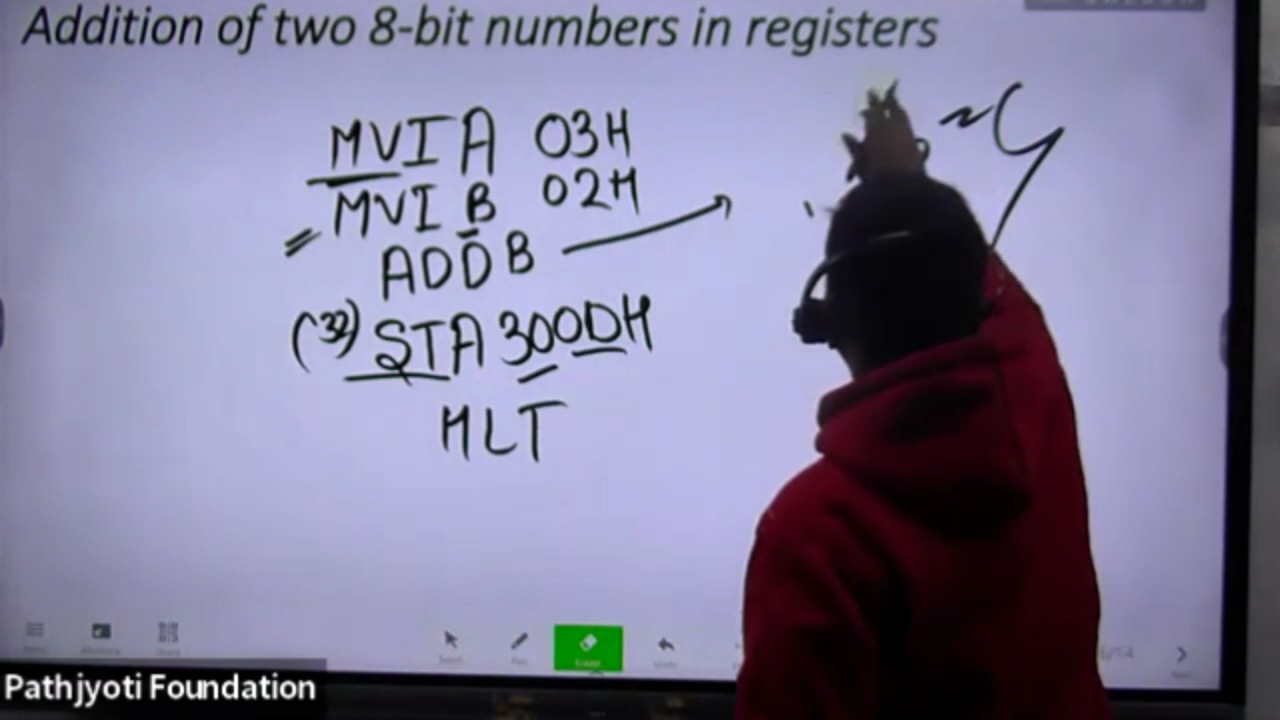 Addition of two 8-bit numbers in registers
MVI A 03H
MVI B 02H
ADD B
(32) STA 300DH
HLT
Pathjyoti Foundation